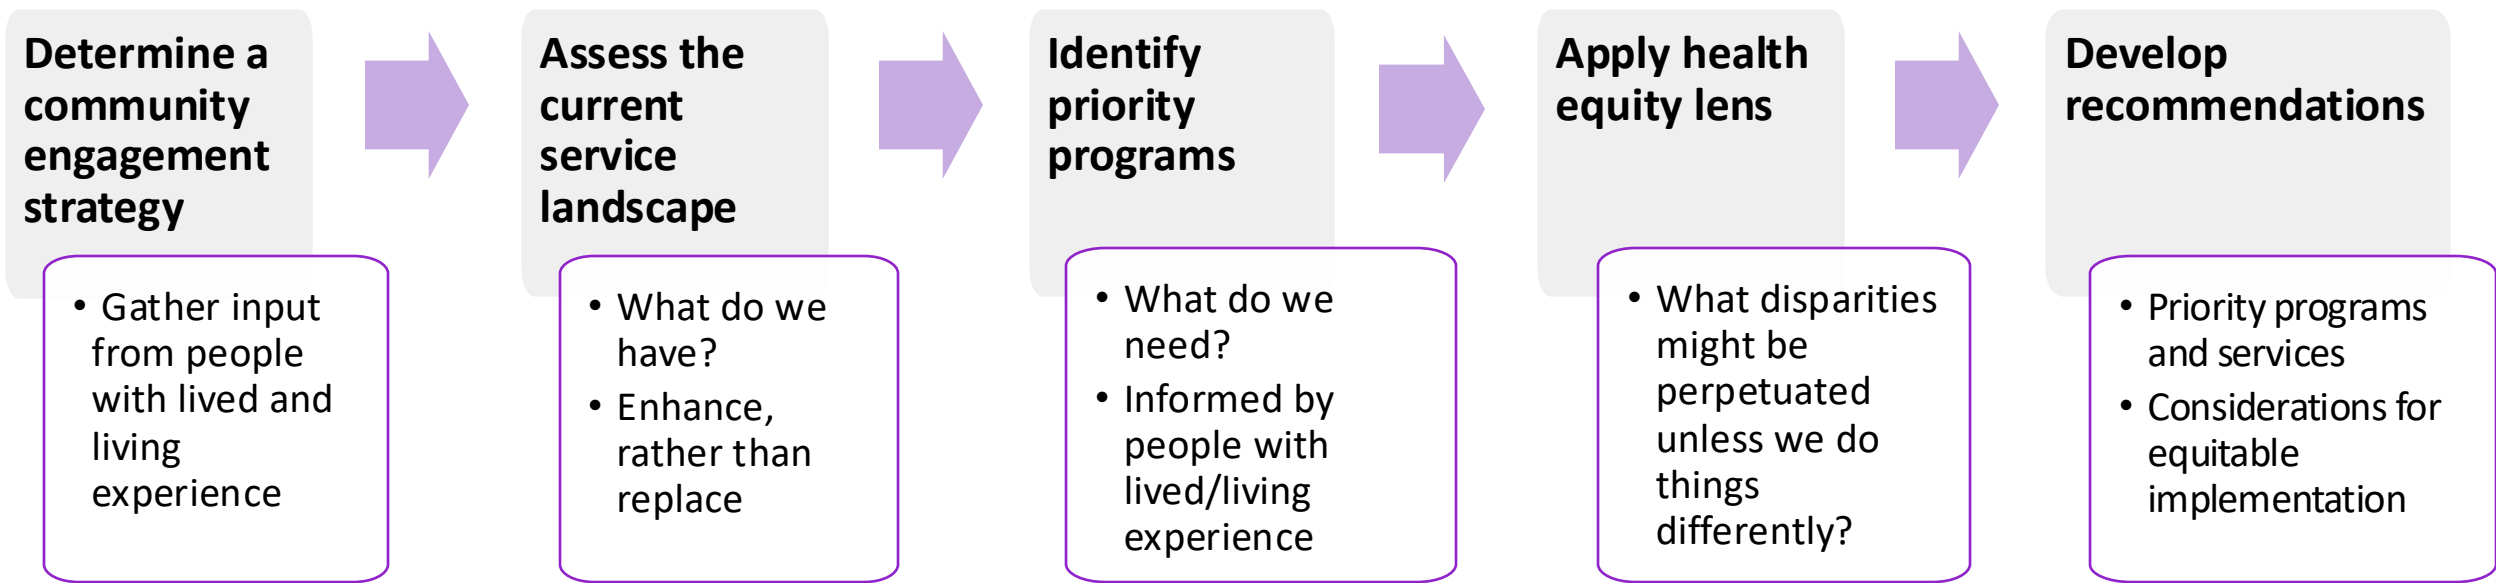 Determine a
community
engagement
strategy
• Gather input
from people
with lived and
living
experience
Assess the
current
service
landscape
• What do we
have?
• Enhance,
rather than
replace
Identify
priority
programs
• What do we
need?
• Informed by
people with
lived/living
experience
Apply health
equity lens
• What disparities
might be
perpetuated
unless we do
things
differently?
Develop
recommendations
• Priority programs
and services
• Considerations for
equitable
implementation